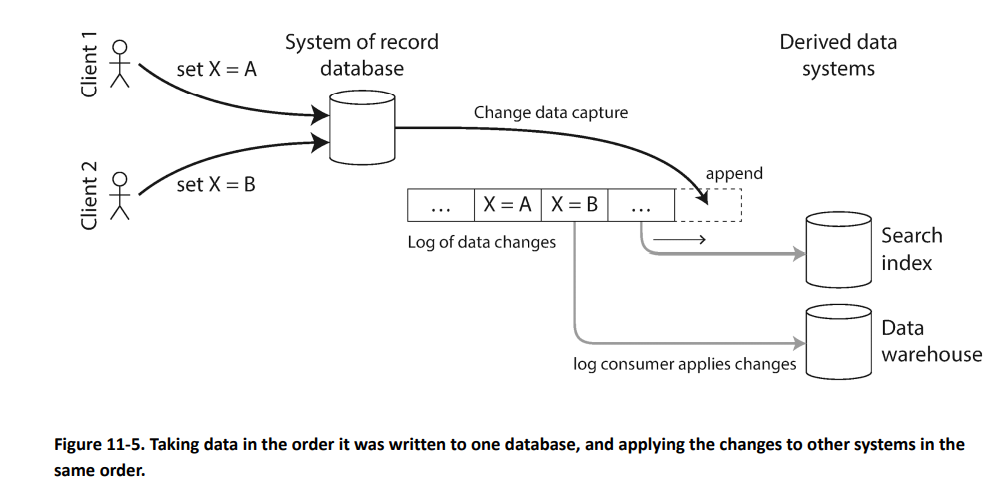 Client 1
set X = A
System of record
database
Derived data
systems
Change data capture
Client 2
set X = B
append
… X = A X = B …
Log of data changes
Search
index
Data
warehouse
log consumer applies changes
Figure 11-5. Taking data in the order it was written to one database, and applying the changes to other systems in the
same order.